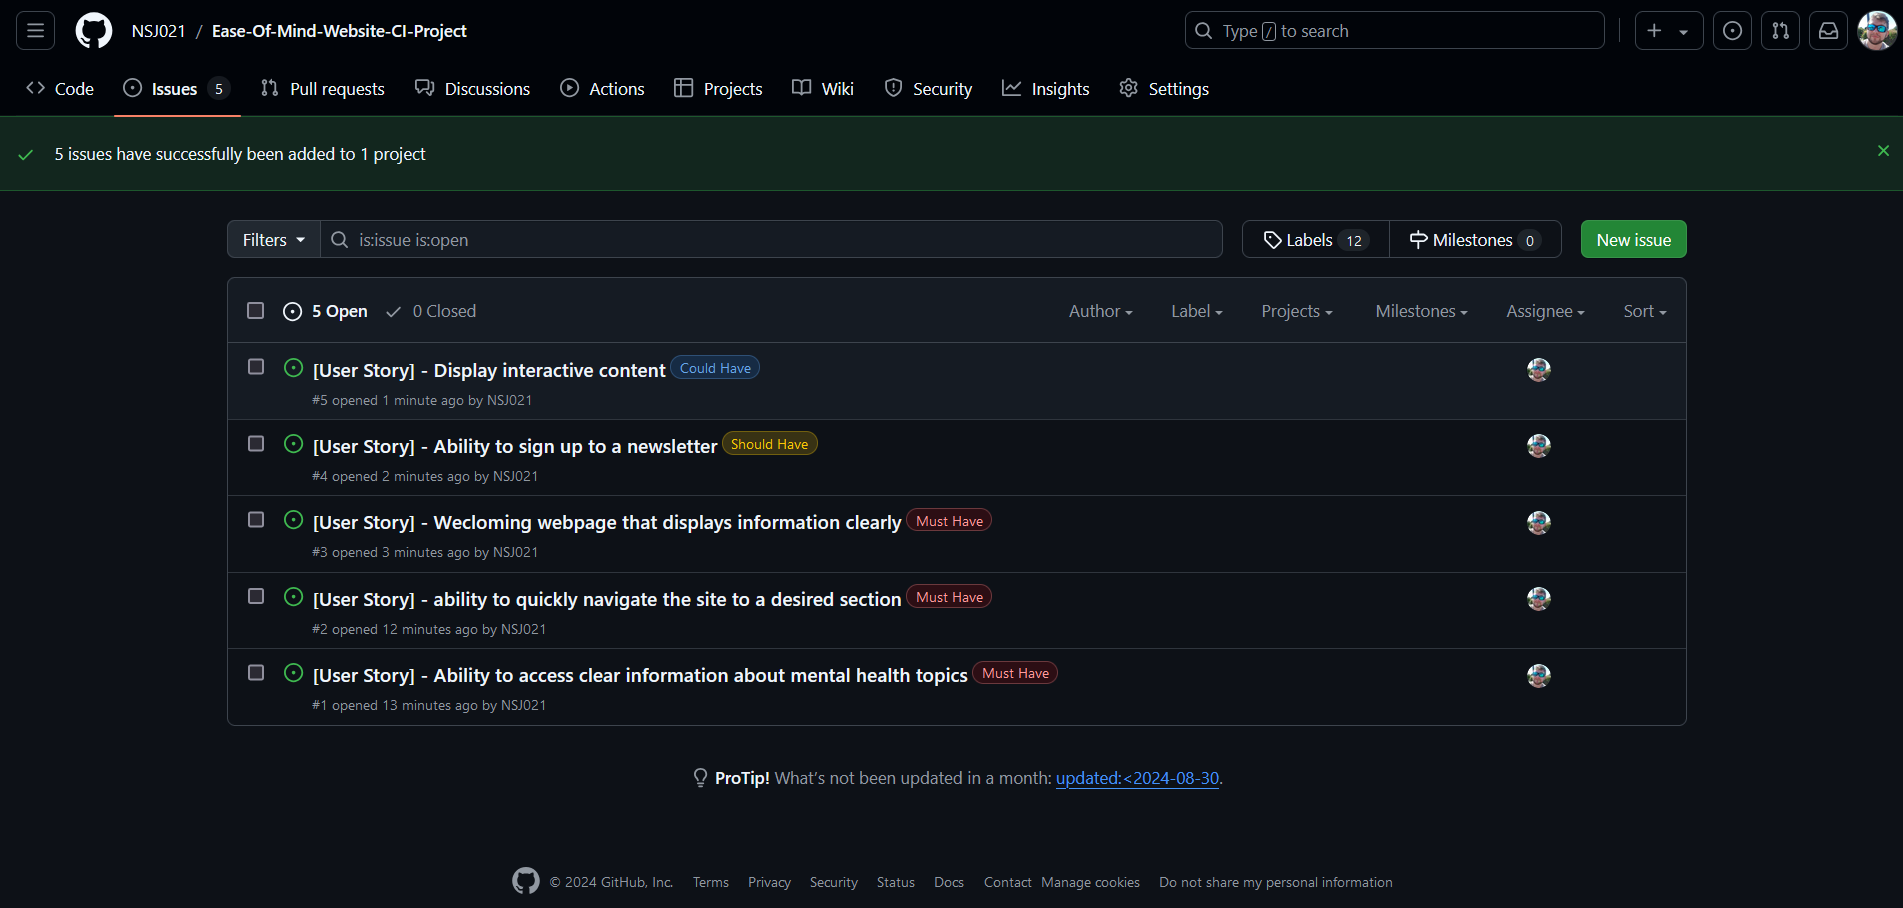 NSJ021 / Ease-Of-Mind-Website-CI-Project
Type / to search
Code Issues 5 Pull requests Discussions Actions Projects Wiki Security Insights Settings
5 issues have successfully been added to 1 project
Filters is:issue is:open Labels 12 Milestones 0 New issue
5 Open 0 Closed Author Label Projects Milestones Assignee Sort
[User Story] - Display interactive content Could Have
#5 opened 1 minute ago by NSJ021
[User Story] - Ability to sign up to a newsletter Should Have
#4 opened 2 minutes ago by NSJ021
[User Story] - Wecloming webpage that displays information clearly Must Have
#3 opened 3 minutes ago by NSJ021
[User Story] - ability to quickly navigate the site to a desired section Must Have
#2 opened 12 minutes ago by NSJ021
[User Story] - Ability to access clear information about mental health topics Must Have
#1 opened 13 minutes ago by NSJ021
ProTip! What's not been updated in a month: updated:<2024-08-30.
© 2024 GitHub, Inc. Terms Privacy Security Status Docs Contact Manage cookies Do not share my personal information